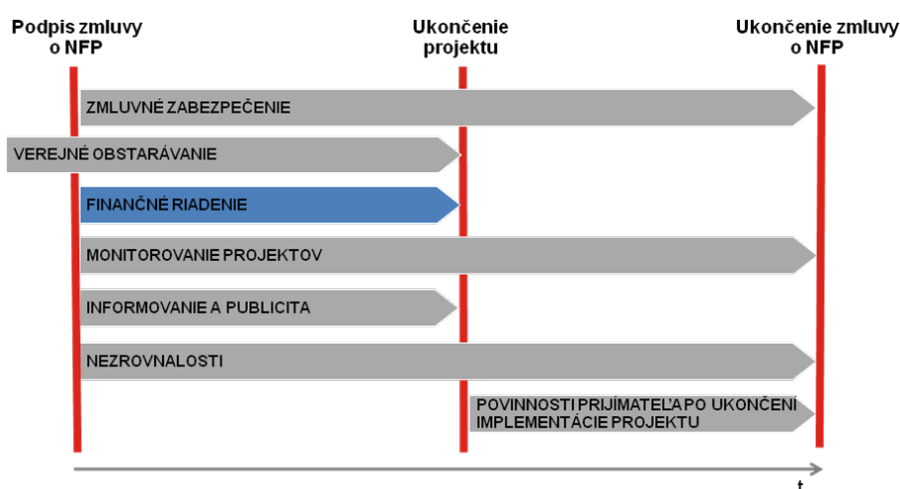 Podpis zmluvy
o NFP
Ukončenie
projektu
Ukončenie zmluvy
o NFP
ZMLUVNÉ ZABEZPEČENIE
VEREJNÉ OBSTARÁVANIE
FINANČNÉ RIADENIE
MONITOROVANIE PROJEKTOV
INFORMOVANIE A PUBLICITA
NEZROVNALOSTI
POVINNOSTI PRIJÍMATEĽA PO UKONČENÍ
IMPLEMENTÁCIE PROJEKTU
t